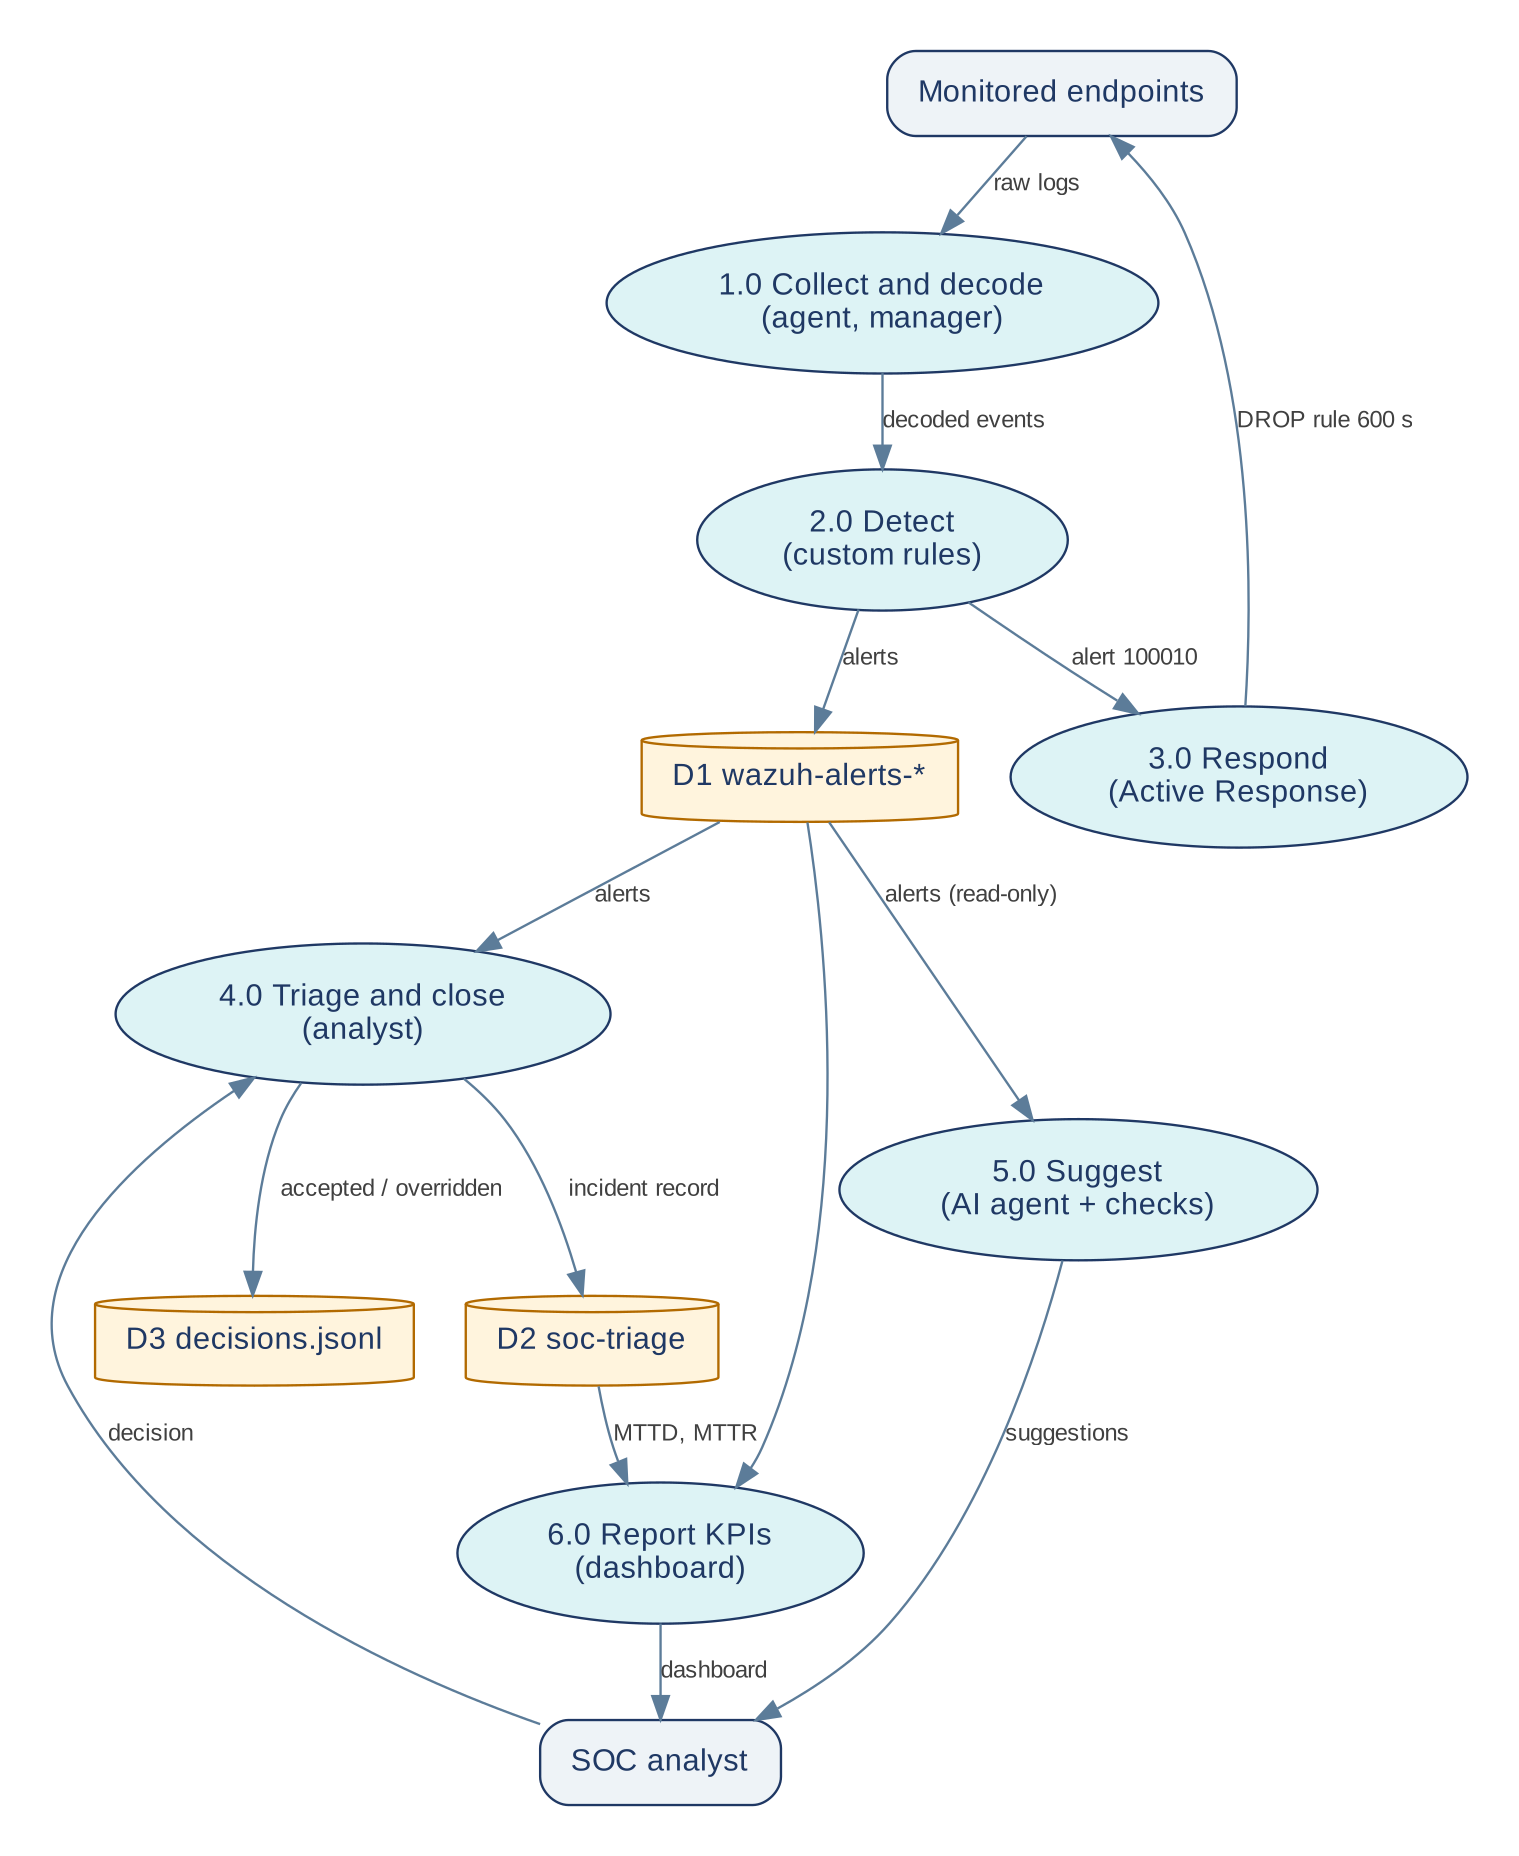 Monitored endpoints
raw logs
1.0 Collect and decode
(agent, manager)
decoded events
DROP rule 600 s
2.0 Detect
(custom rules)
alerts
alert 100010
D1 wazuh-alerts-*
3.0 Respond
(Active Response)
alerts
alerts (read-only)
4.0 Triage and close
(analyst)
accepted / overridden
incident record
5.0 Suggest
(AI agent + checks)
D3 decisions.jsonl
D2 soc-triage
decision
MTTD, MTTR
suggestions
6.0 Report KPIs
(dashboard)
dashboard
SOC analyst